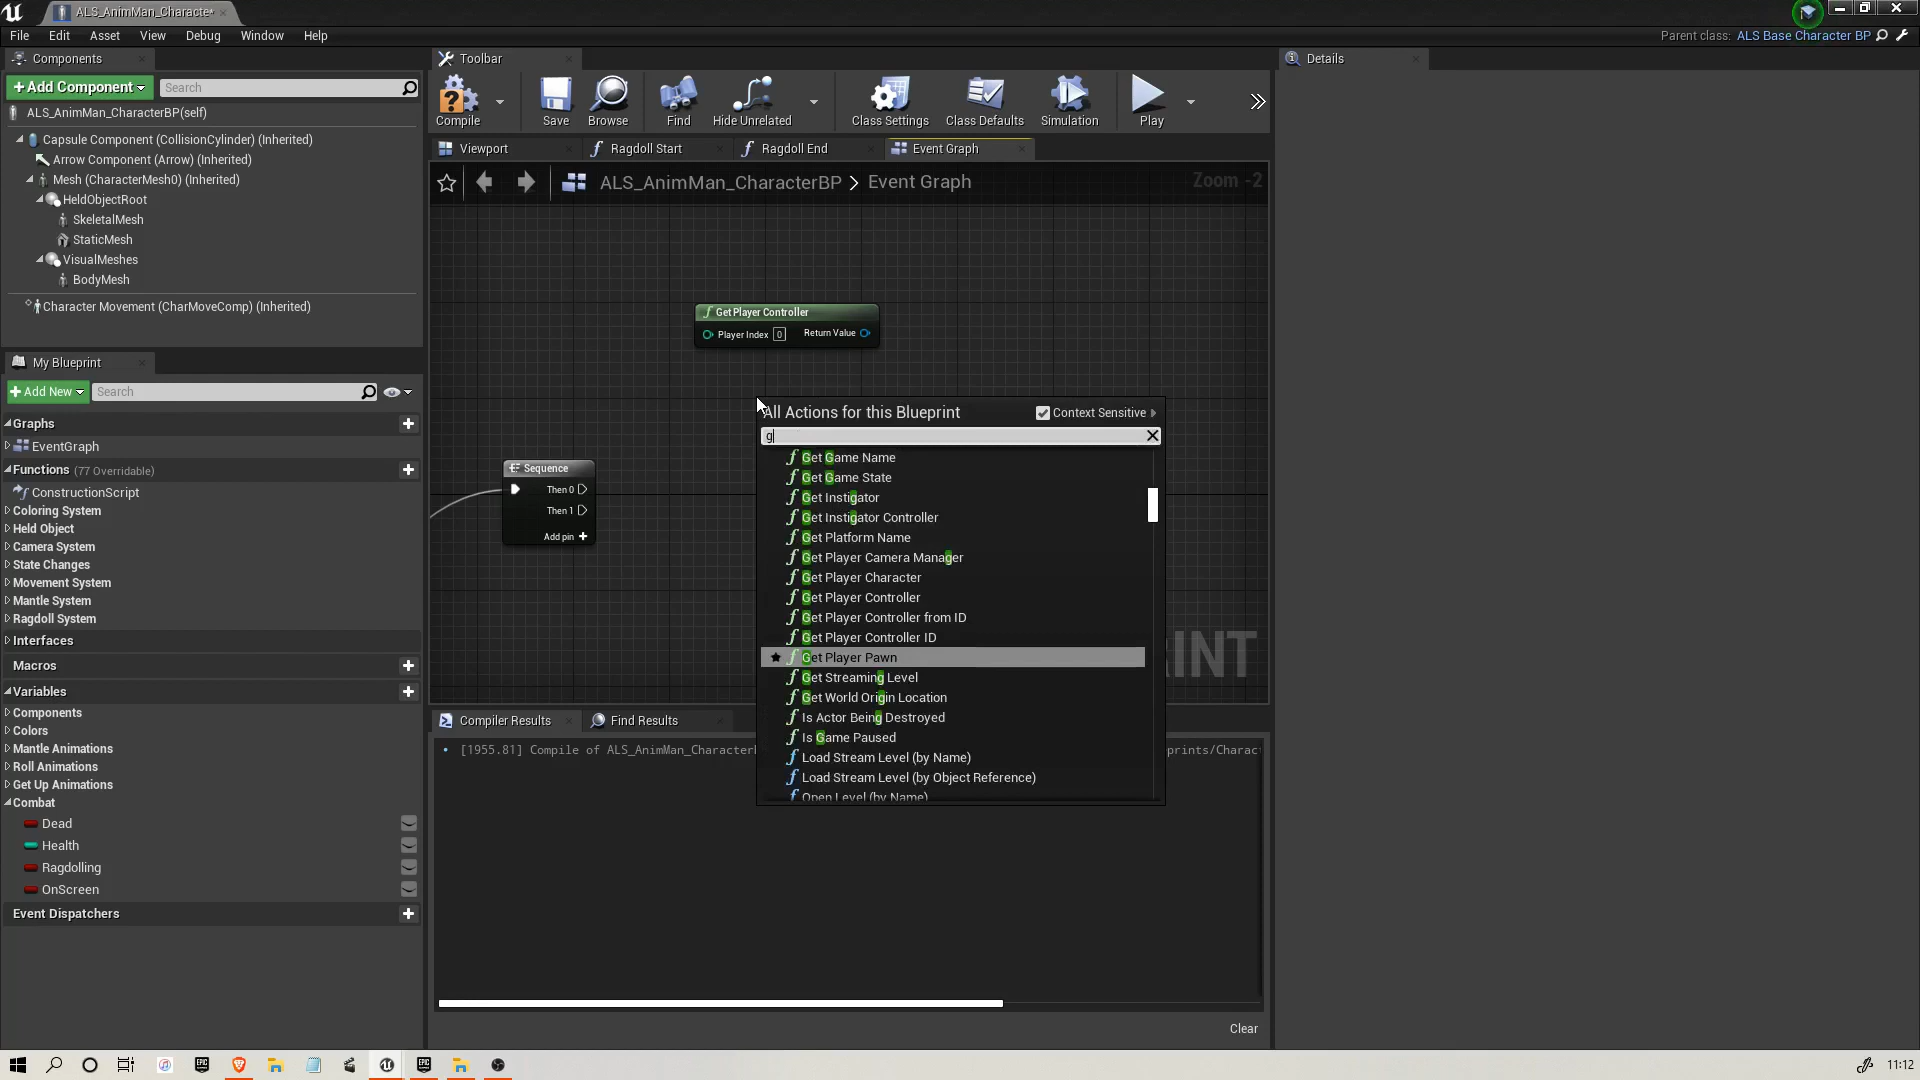 ALS_AnimMan_Character*
File Edit Asset View Debug Window Help
Parent class: ALS Base Character BP
Components
Add Component
Search
ALS_AnimMan_CharacterBP(self)
Capsule Component (CollisionCylinder) (Inherited)
Arrow Component (Arrow) (Inherited)
Mesh (CharacterMesh0) (Inherited)
HeldObjectRoot
SkeletalMesh
StaticMesh
VisualMeshes
BodyMesh
Character Movement (CharMoveComp) (Inherited)
My Blueprint
Add New
Search
Graphs
EventGraph
Functions (77 Overridable)
ConstructionScript
Coloring System
Held Object
Camera System
State Changes
Movement System
Mantle System
Ragdoll System
Interfaces
Macros
Variables
Components
Colors
Mantle Animations
Roll Animations
Get Up Animations
Combat
Dead
Health
Ragdolling
OnScreen
Event Dispatchers
Toolbar
Compile Save Browse Find Hide Unrelated Class Settings Class Defaults Simulation Play
Viewport Ragdoll Start Ragdoll End Event Graph
ALS_AnimMan_CharacterBP > Event Graph
Zoom -2
Get Player Controller
Player Index 0 Return Value
Sequence
Then 0
Then 1
Add pin +
All Actions for this Blueprint
Context Sensitive
g
Get Game Name
Get Game State
Get Instigator
Get Instigator Controller
Get Platform Name
Get Player Camera Manager
Get Player Character
Get Player Controller
Get Player Controller from ID
Get Player Controller ID
Get Player Pawn
Get Streaming Level
Get World Origin Location
Is Actor Being Destroyed
Is Game Paused
Load Stream Level (by Name)
Load Stream Level (by Object Reference)
Open Level (by Name)
INT
Compiler Results Find Results
[1955.81] Compile of ALS_AnimMan_Character
prints/Charac
Clear
Details
EPIC
EPIC
11:12